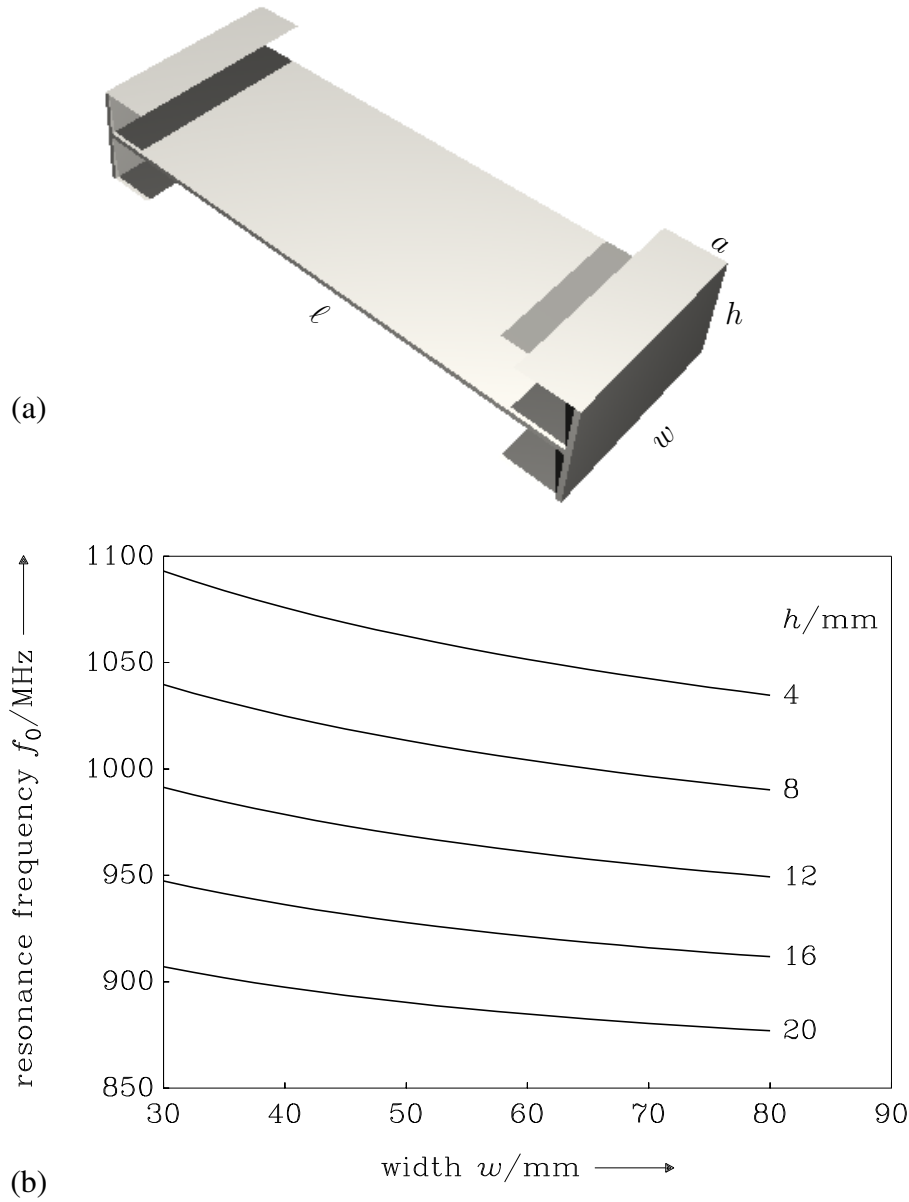 a
h
ℓ
w
(a)
1100
1050
1000
950
900
850
resonance frequency f₀/MHz
h/mm
4
8
12
16
20
30 40 50 60 70 80 90
width w/mm
(b)